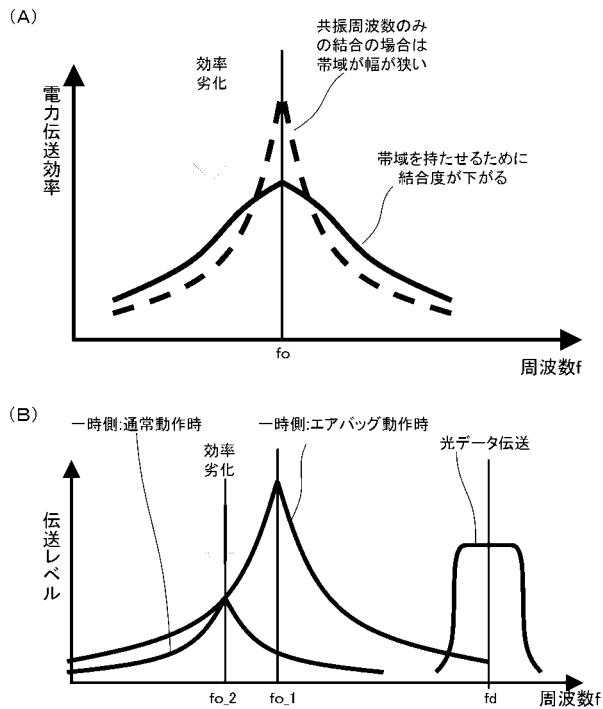 (A)
共振周波数のみ
の結合の場合は
帯域が幅が狭い
効率
劣化
電力伝送効率
帯域を持たせるために
結合度が下がる
fo
周波数f
(B)
一時側:通常動作時
一時側:エアバッグ動作時
光データ伝送
効率
劣化
伝送レベル
fo_2
fo_1
fd
周波数f